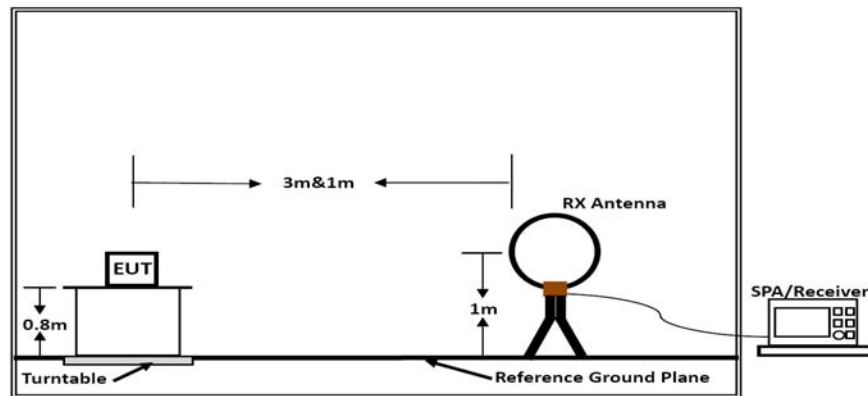 3m&1m
RX Antenna
EUT
SPA/Receiver
0.8m
1m
Turntable
Reference Ground Plane